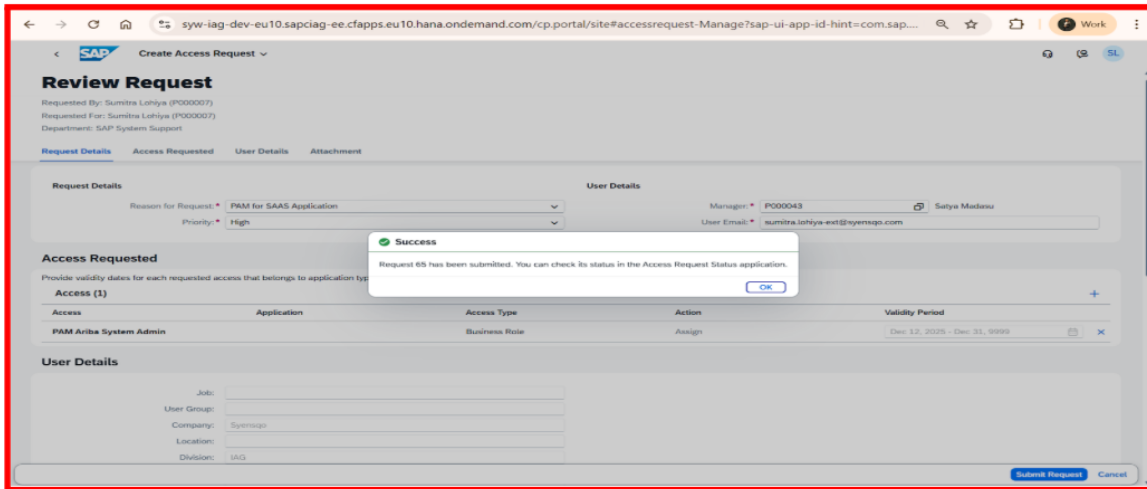 syw-iag-dev-eu10.sapciag-ee.cfapps.eu10.hana.ondemand.com/cp.portal/site#accessrequest-Manage?sap-ui-app-id-hint=com.sap.... Work
SAP Create Access Request SL
Review Request
Requested By: Sumitra Lohiya (P000007)
Requested For: Sumitra Lohiya (P000007)
Department: SAP System Support
Request Details Access Requested User Details Attachment
Request Details User Details
Reason for Request:* PAM for SAAS Application Manager:* P000043 Satya Madasu
Priority:* High User Email:* sumitra.lohiya-ext@syensqo.com
Success
Request 65 has been submitted. You can check its status in the Access Request Status application.
OK
Access Requested
Provide validity dates for each requested access that belongs to application typ
Access (1)
Access Application Access Type Action Validity Period
PAM Ariba System Admin Business Role Assign Dec 12, 2025 - Dec 31, 9999
User Details
Job:
User Group:
Company: Syensqo
Location:
Division: IAG
Submit Request Cancel